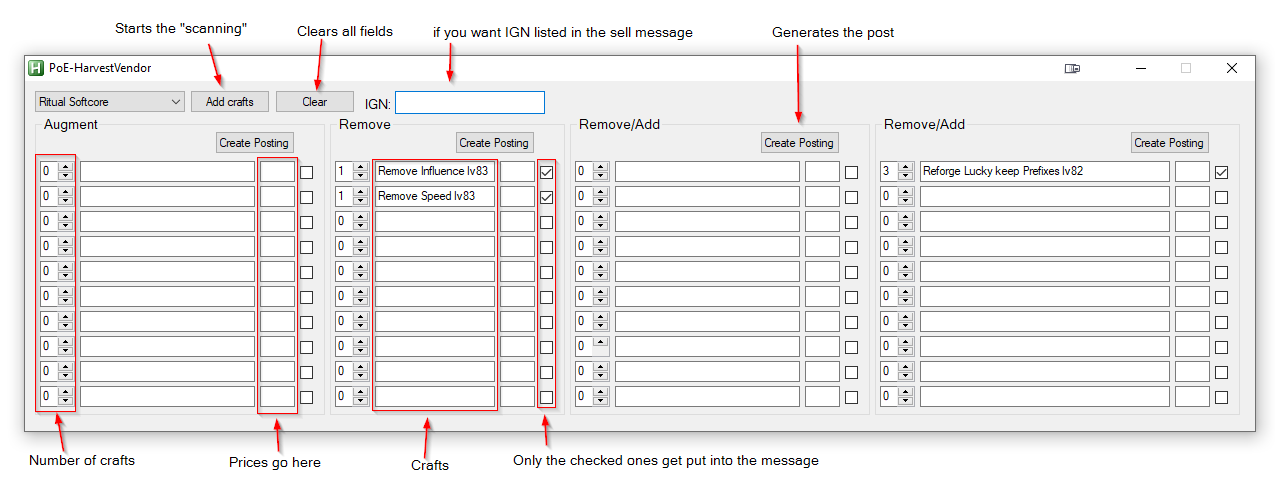 Starts the "scanning"
Clears all fields
if you want IGN listed in the sell message
Generates the post
H PoE-HarvestVendor
Ritual Softcore
Add crafts
Clear
IGN:
Augment
Remove
Remove/Add
Remove/Add
Create Posting
Create Posting
Create Posting
Create Posting
0 1 Remove Influence lv83 0 3 Reforge Lucky keep Prefixes lv82
0 1 Remove Speed lv83 0 0
0 0 0 0
0 0 0 0
0 0 0 0
0 0 0 0
0 0 0 0
0 0 0 0
0 0 0 0
0 0 0 0
Number of crafts
Prices go here
Crafts
Only the checked ones get put into the message